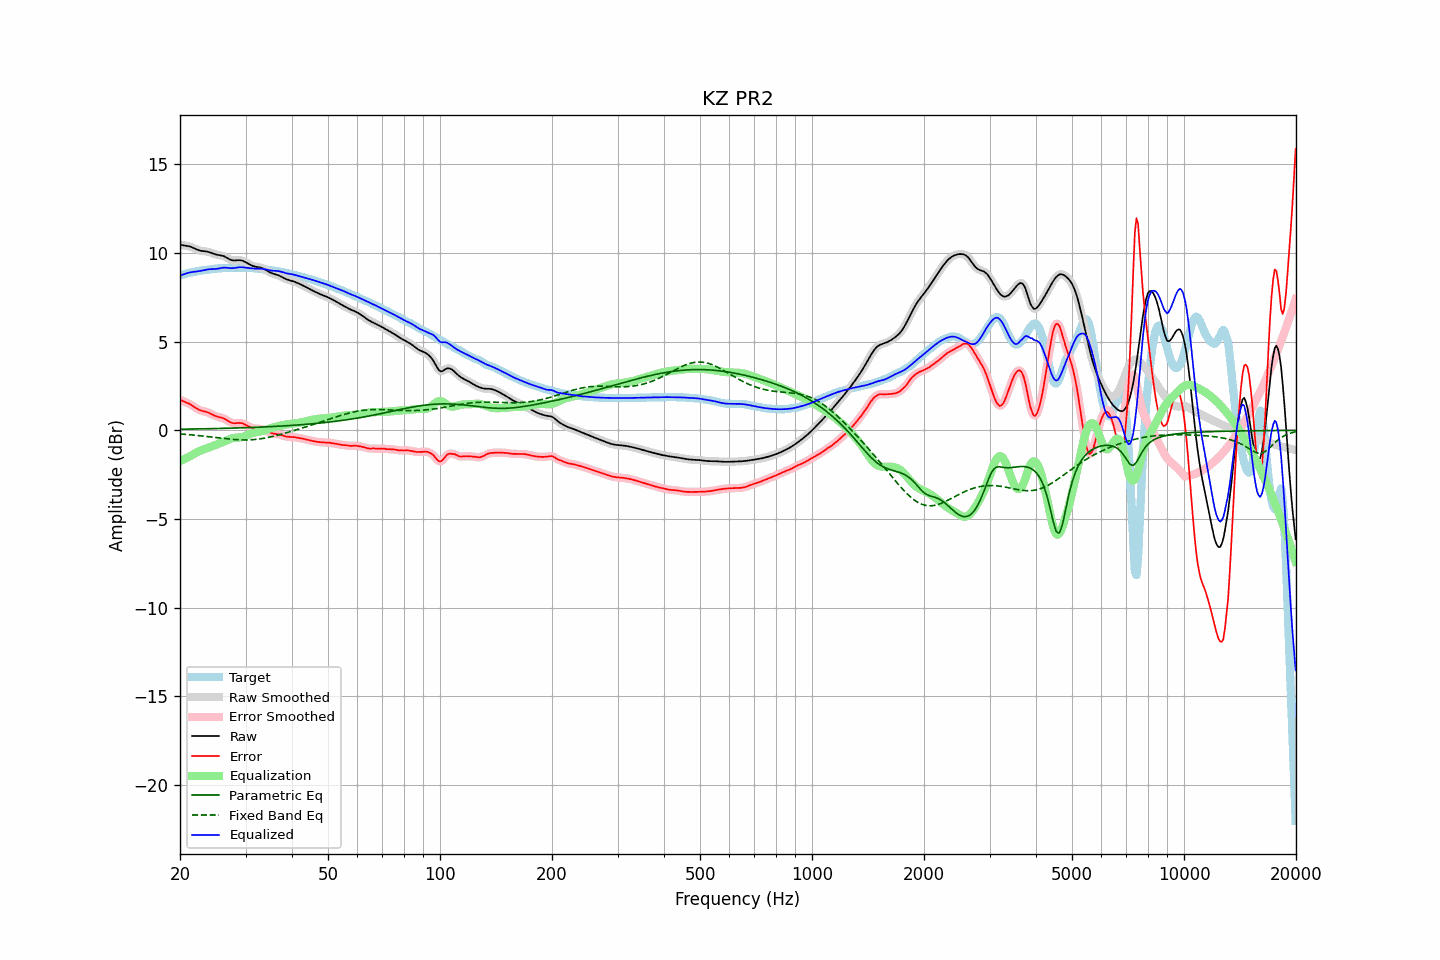 KZ PR2
Amplitude (dBr)
15
10
5
0
−5
−10
−15
−20
Target
Raw Smoothed
Error Smoothed
Raw
Error
Equalization
Parametric Eq
Fixed Band Eq
Equalized
20
50
100
200
500
1000
2000
5000
10000
20000
Frequency (Hz)